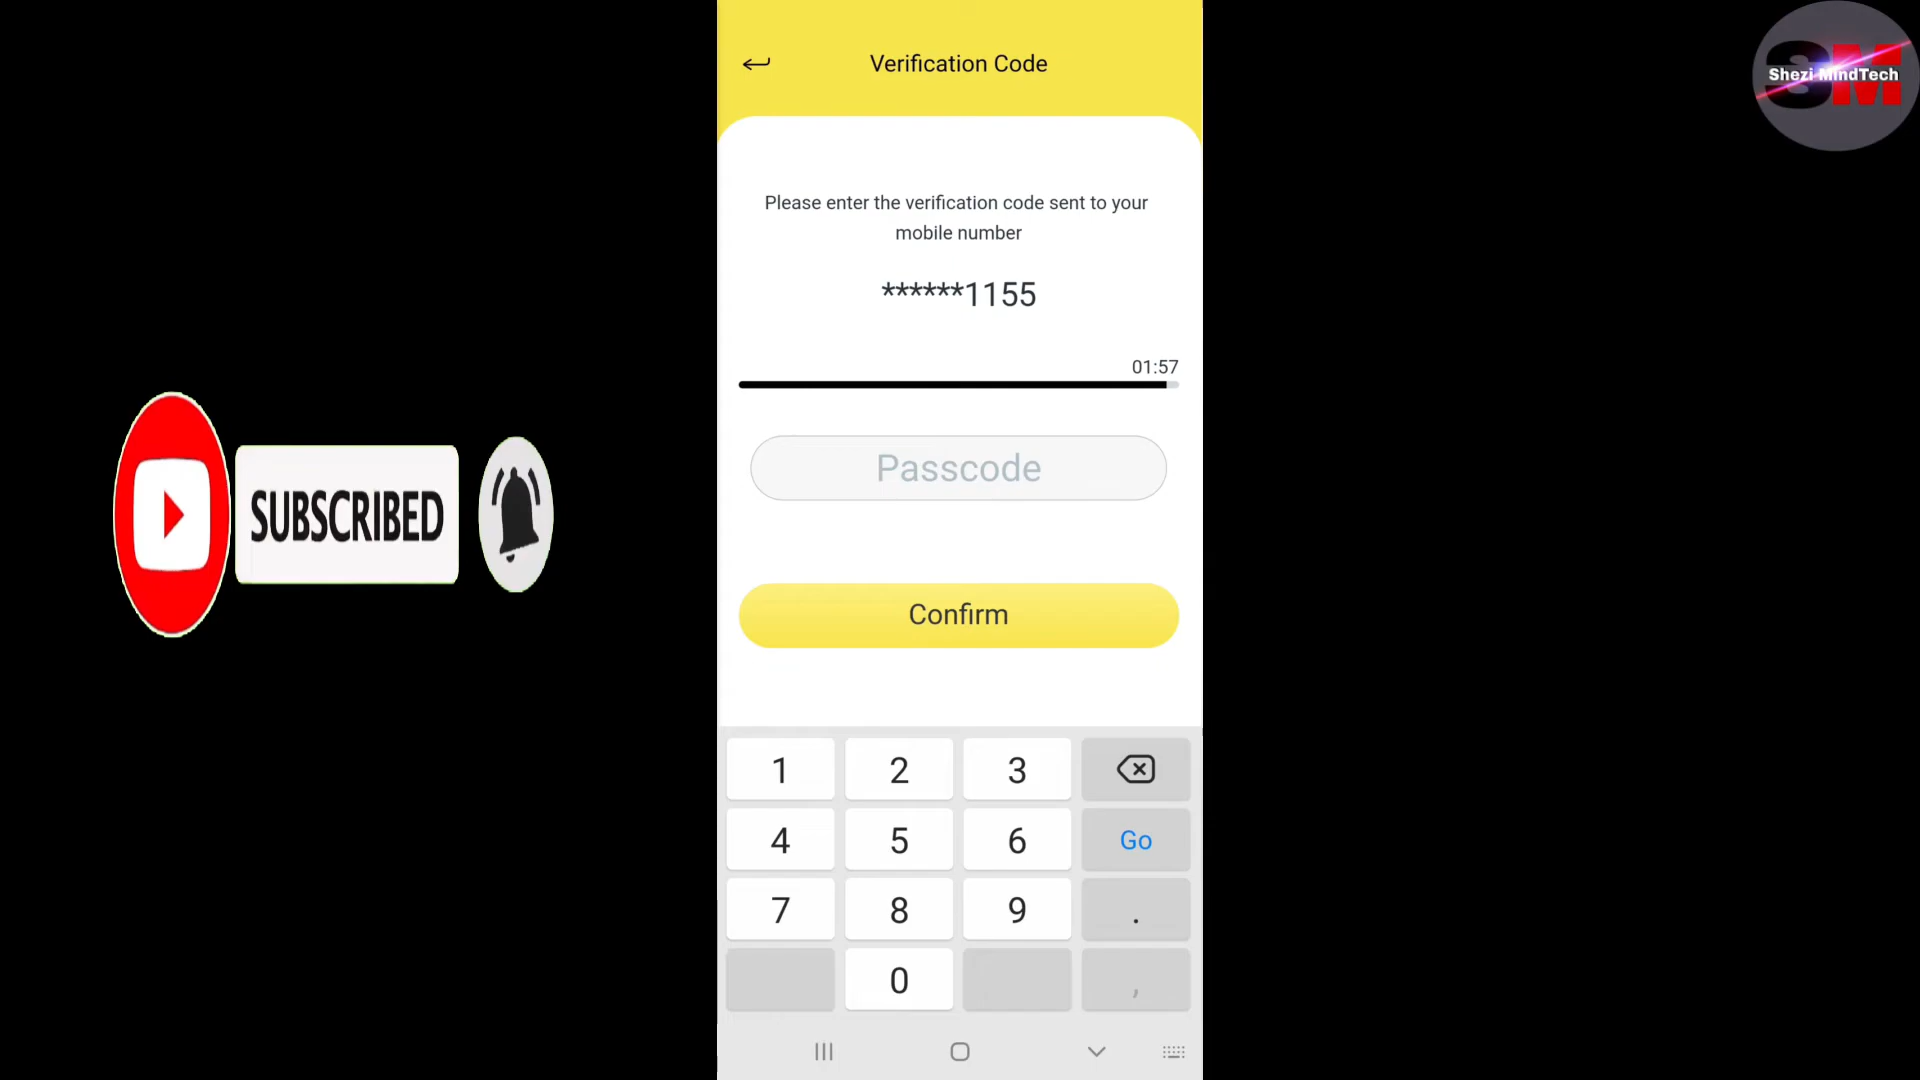 Verification Code
Shezi MindTech
SM
Please enter the verification code sent to your
mobile number
******1155
01:57
Passcode
SUBSCRIBED
Confirm
1 2 3
4 5 6 Go
7 8 9 .
0 ,